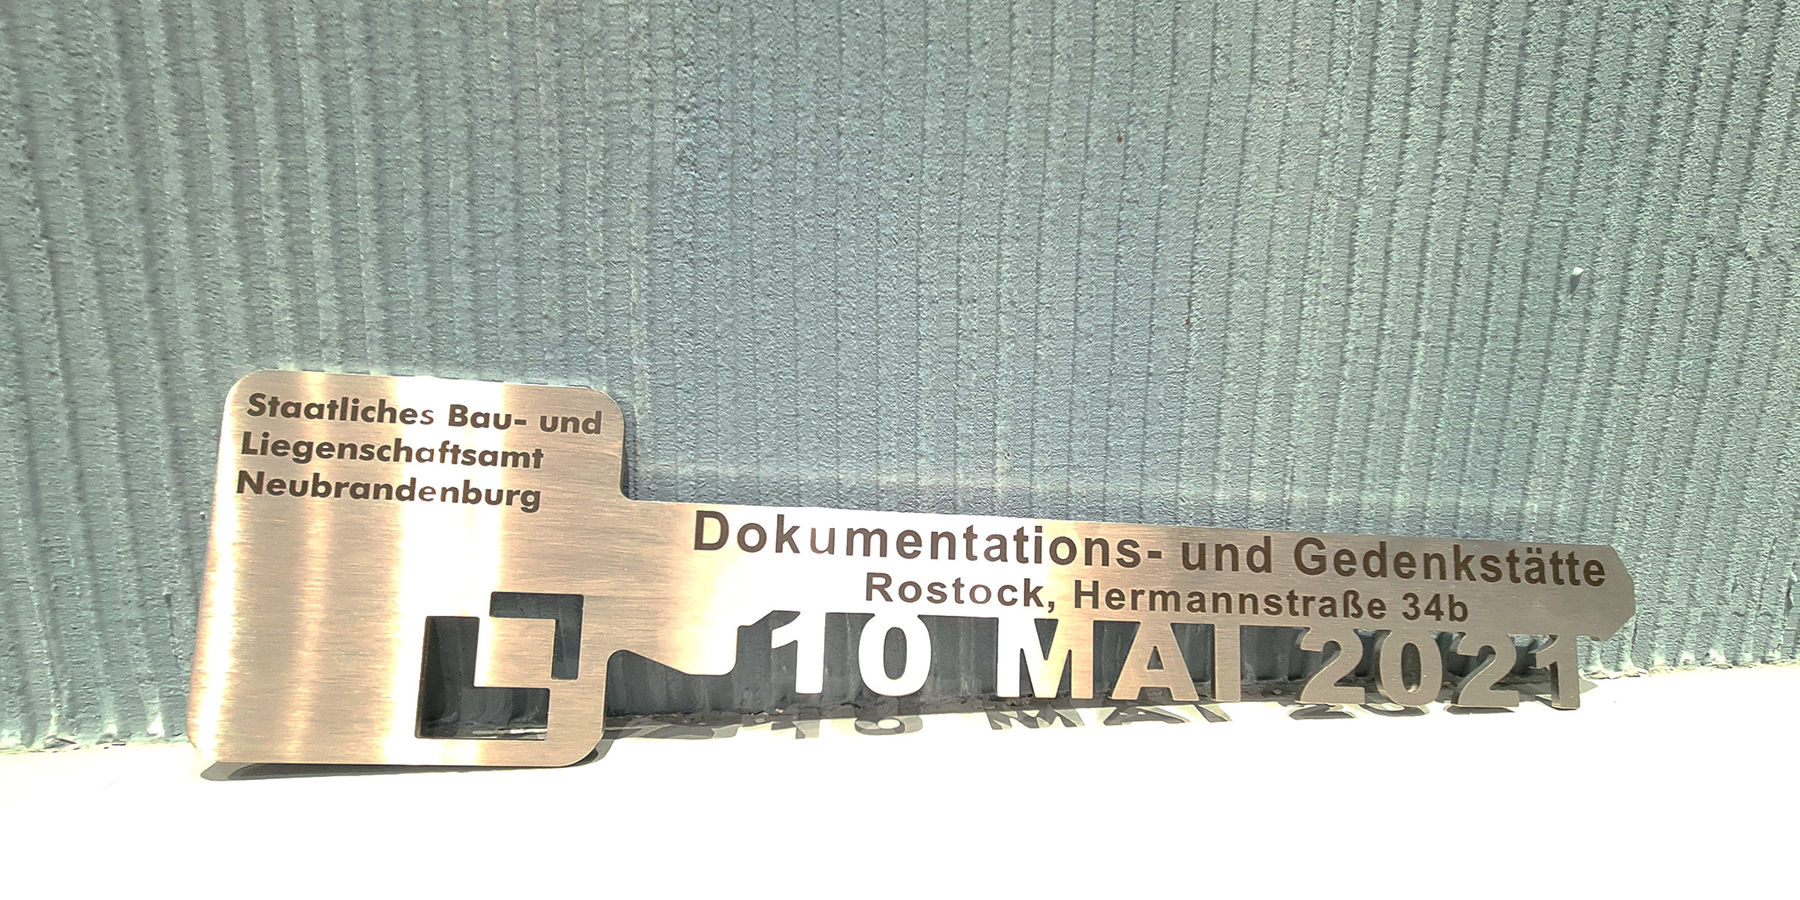 Staatliches Bau- und
Liegenschaftsamt
Neubrandenburg
Dokumentations- und Gedenkstätte
Rostock, Hermannstraße 34b
10 MAI 2021